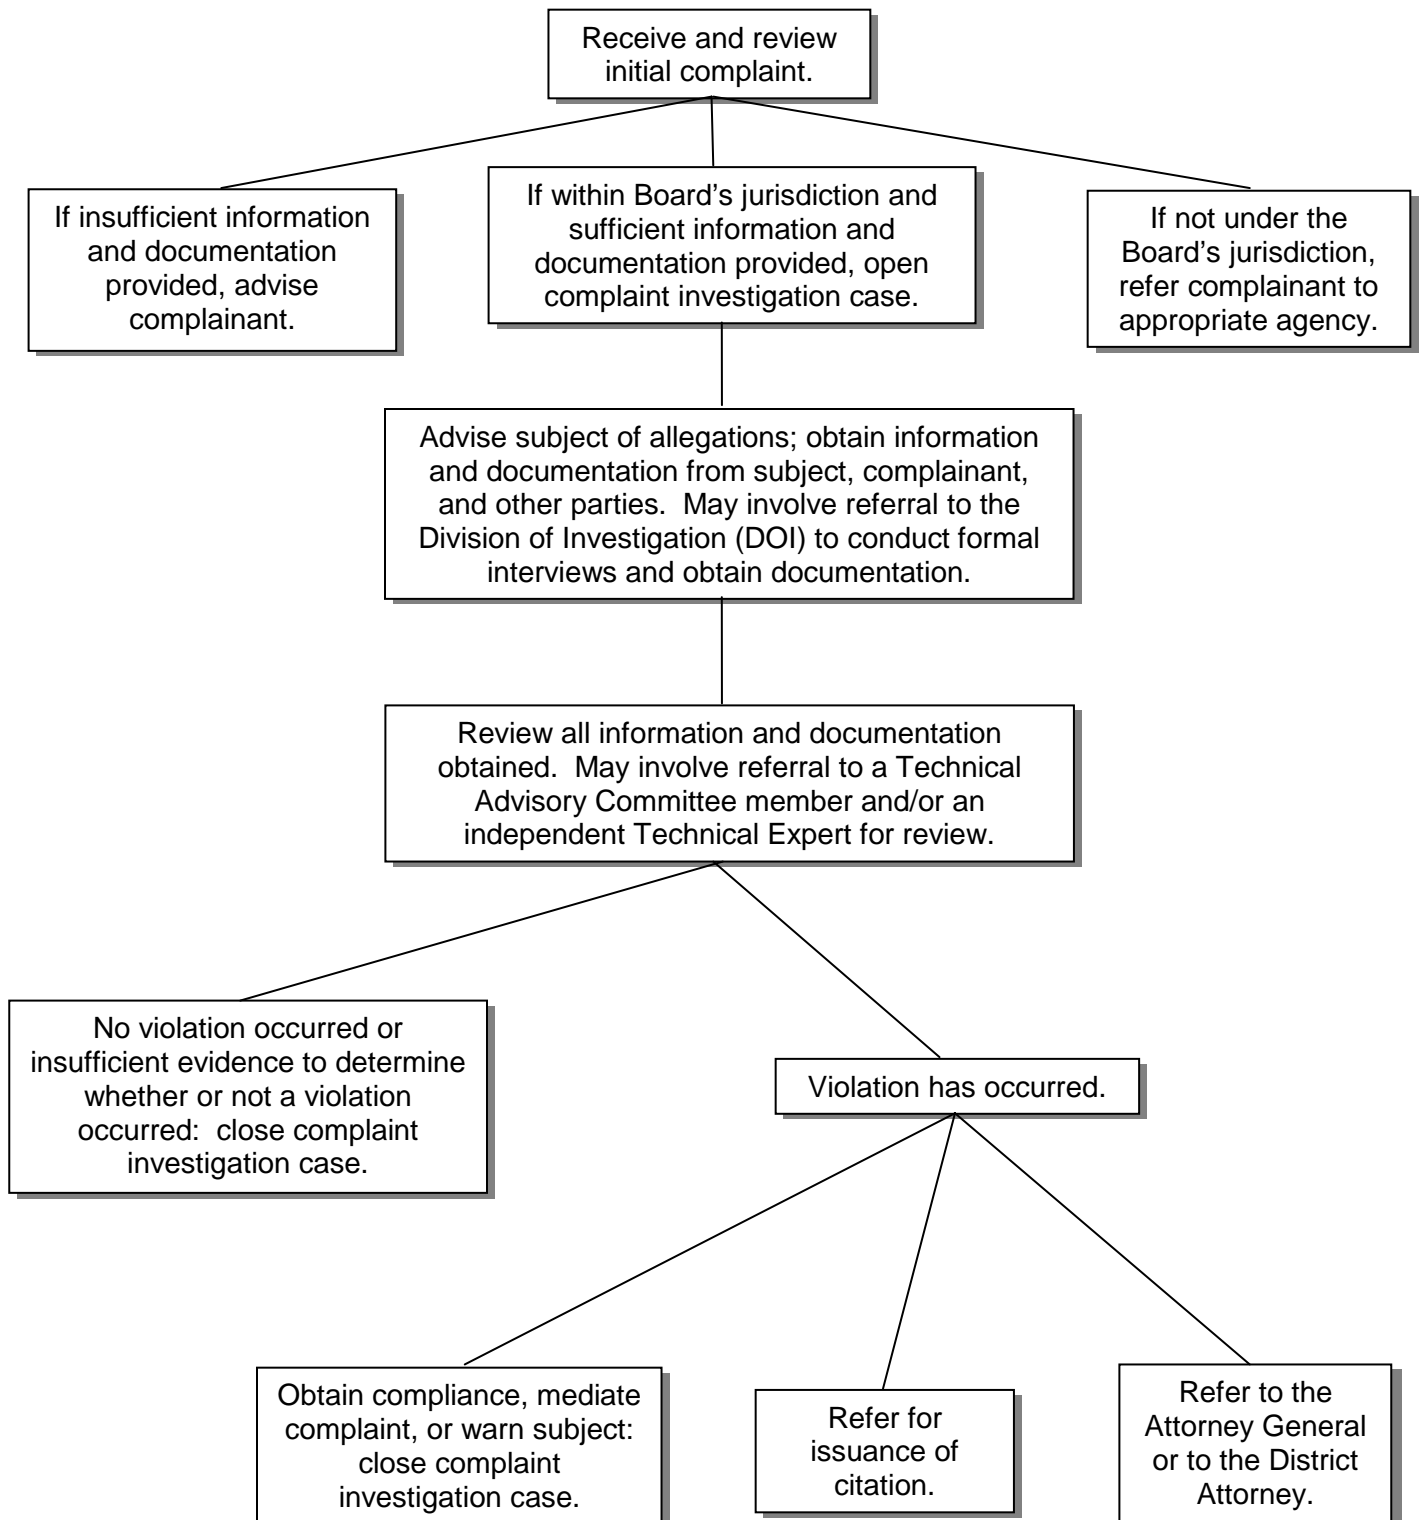 Receive and review
initial complaint.
If insufficient information
and documentation
provided, advise
complainant.
If within Board’s jurisdiction and
sufficient information and
documentation provided, open
complaint investigation case.
If not under the
Board’s jurisdiction,
refer complainant to
appropriate agency.
Advise subject of allegations; obtain information
and documentation from subject, complainant,
and other parties.  May involve referral to the
Division of Investigation (DOI) to conduct formal
interviews and obtain documentation.
Review all information and documentation
obtained.  May involve referral to a Technical
Advisory Committee member and/or an
independent Technical Expert for review.
No violation occurred or
insufficient evidence to determine
whether or not a violation
occurred:  close complaint
investigation case.
Violation has occurred.
Obtain compliance, mediate
complaint, or warn subject:
close complaint
investigation case.
Refer for
issuance of
citation.
Refer to the
Attorney General
or to the District
Attorney.